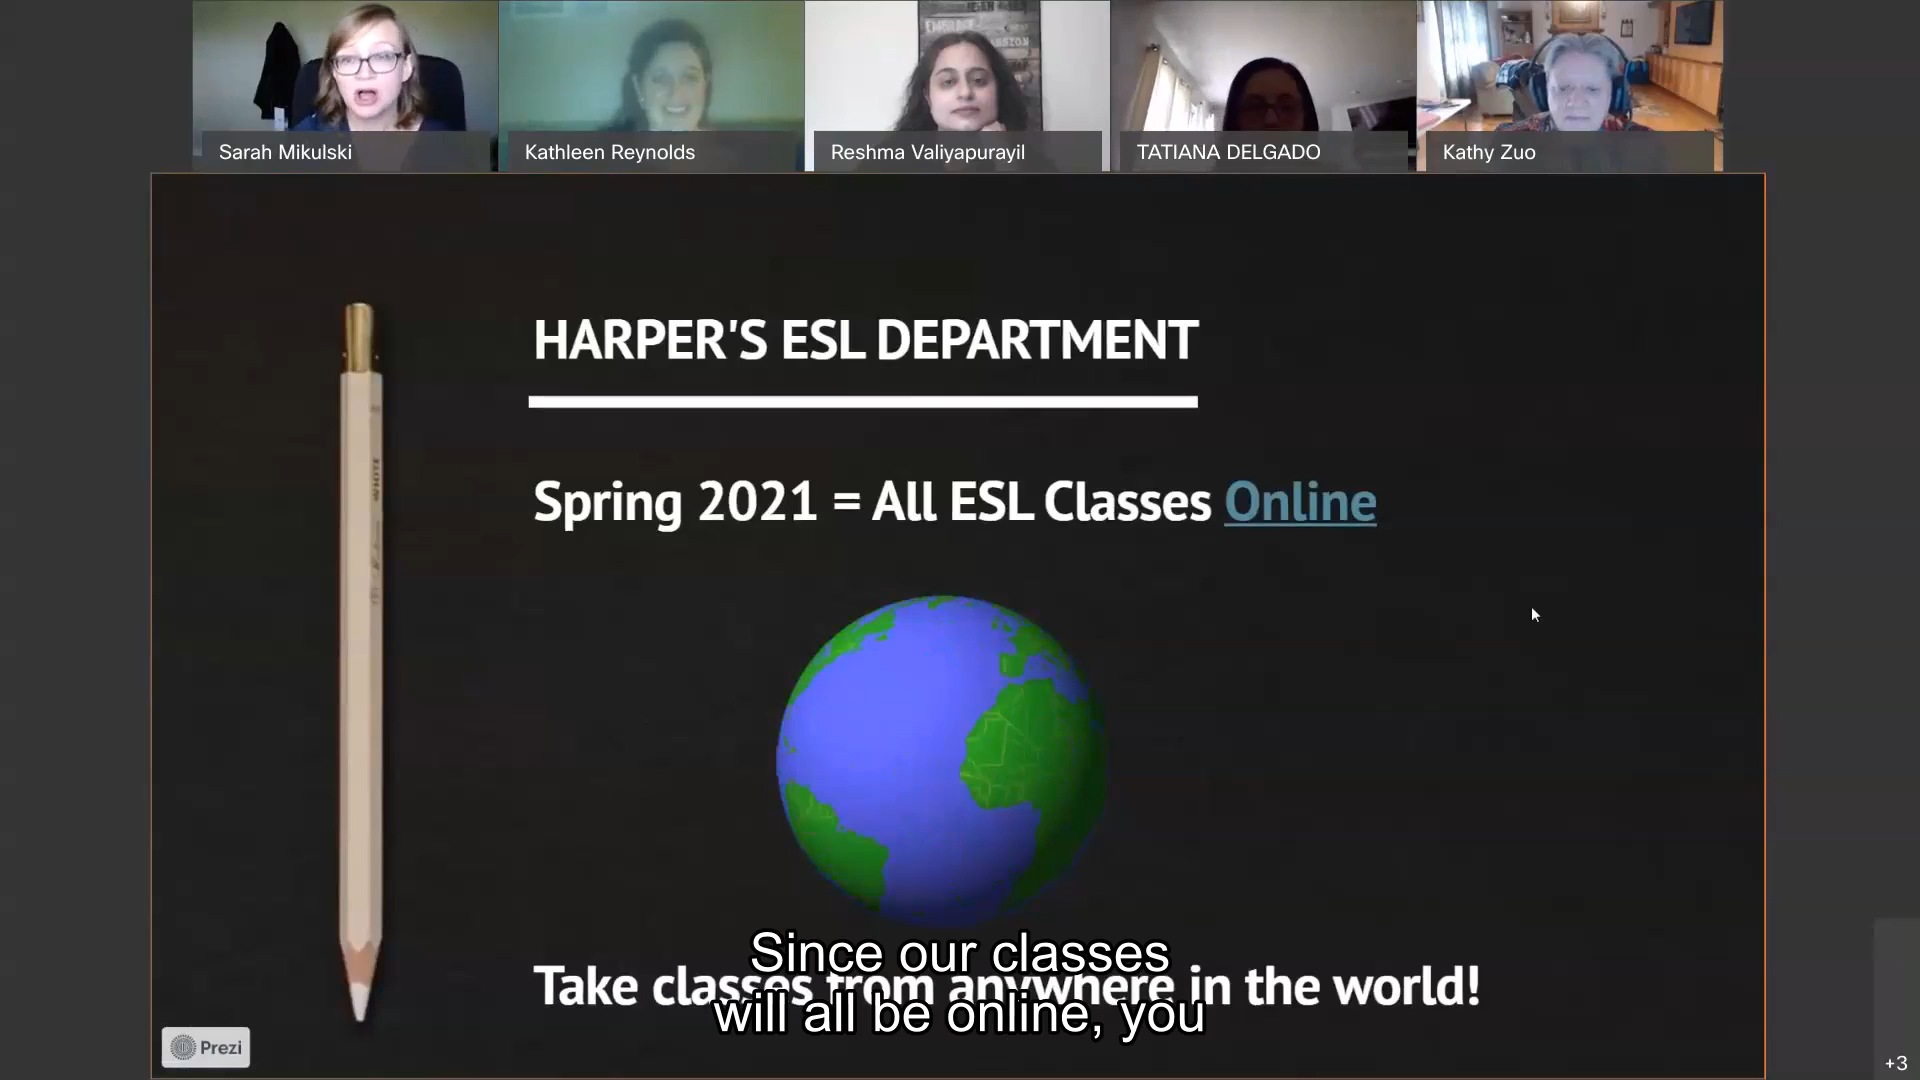 Sarah Mikulski
Kathleen Reynolds
Reshma Valiyapurayil
TATIANA DELGADO
Kathy Zuo
HARPER'S ESL DEPARTMENT
Spring 2021 = All ESL Classes Online
Take classes from anywhere in the world!
Since our classes
will all be online, you
Prezi
+3